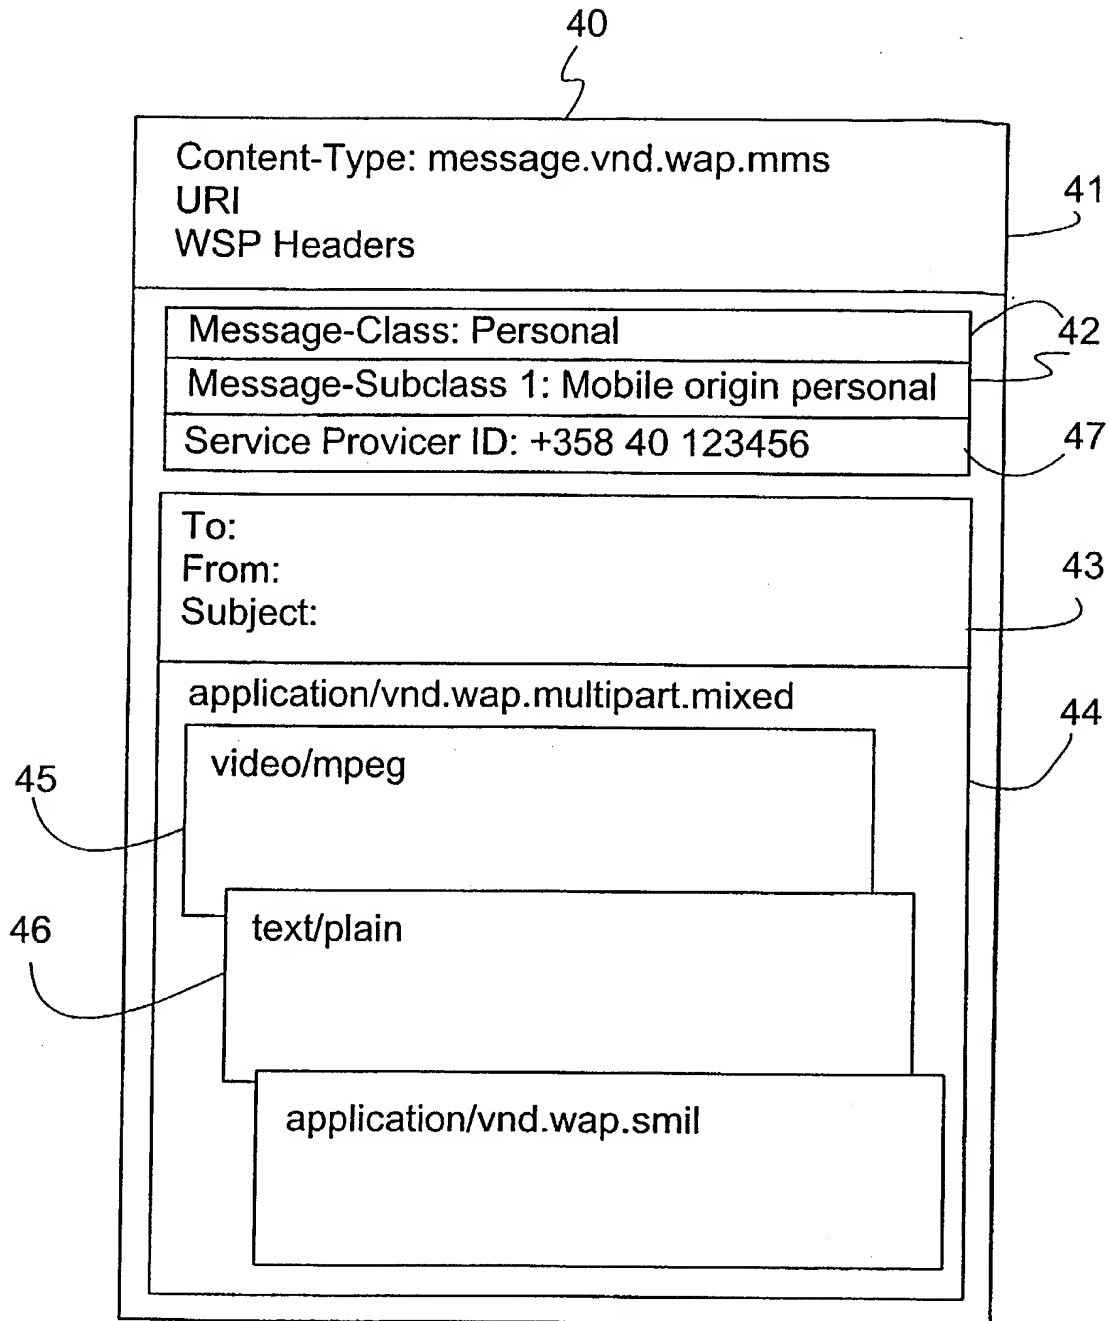 40
Content-Type: message.vnd.wap.mms
URI
WSP Headers
41
Message-Class: Personal
Message-Subclass 1: Mobile origin personal
42
Service Provicer ID: +358 40 123456
47
To:
From:
Subject:
43
application/vnd.wap.multipart.mixed
44
video/mpeg
45
text/plain
46
application/vnd.wap.smil